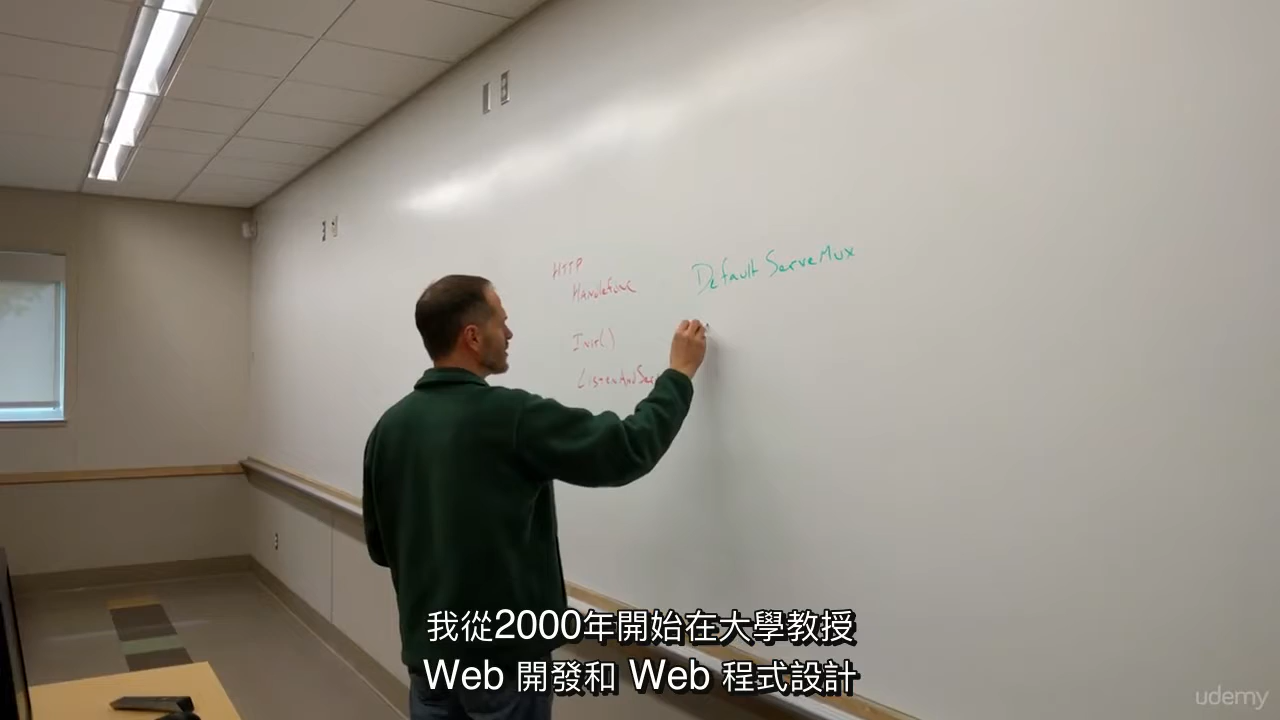 HTTP
HandleFunc
Default ServeMux
Init()
ListenAndSer
我從2000年開始在大學教授
Web 開發和 Web 程式設計
udemy